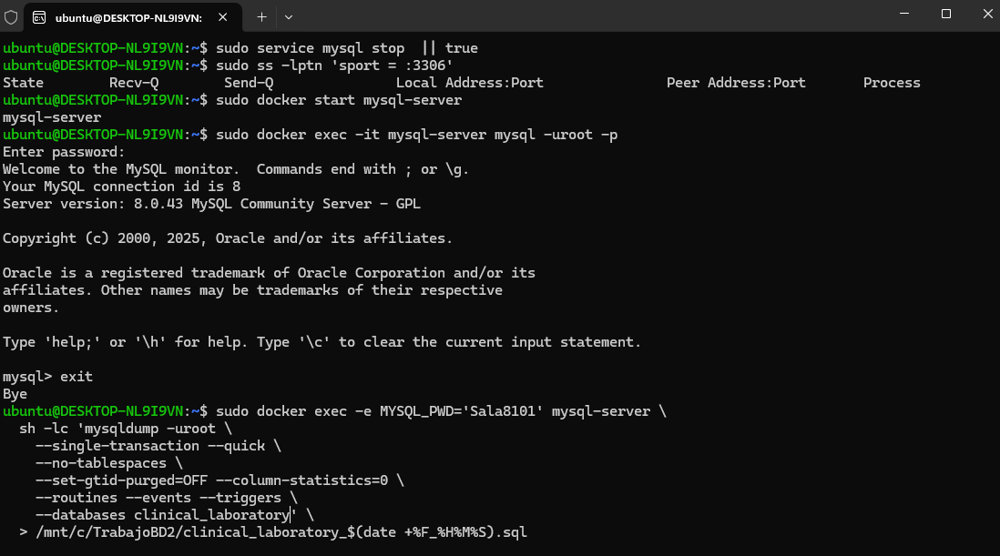 ubuntu@DESKTOP-NL9I9VN:
ubuntu@DESKTOP-NL9I9VN:~$ sudo service mysql stop  || true
ubuntu@DESKTOP-NL9I9VN:~$ sudo ss -lptn 'sport = :3306'
State        Recv-Q        Send-Q               Local Address:Port               Peer Address:Port       Process
ubuntu@DESKTOP-NL9I9VN:~$ sudo docker start mysql-server
mysql-server
ubuntu@DESKTOP-NL9I9VN:~$ sudo docker exec -it mysql-server mysql -uroot -p
Enter password:
Welcome to the MySQL monitor.  Commands end with ; or \g.
Your MySQL connection id is 8
Server version: 8.0.43 MySQL Community Server - GPL

Copyright (c) 2000, 2025, Oracle and/or its affiliates.

Oracle is a registered trademark of Oracle Corporation and/or its
affiliates. Other names may be trademarks of their respective
owners.

Type 'help;' or '\h' for help. Type '\c' to clear the current input statement.

mysql> exit
Bye
ubuntu@DESKTOP-NL9I9VN:~$ sudo docker exec -e MYSQL_PWD='Sala8101' mysql-server \
  sh -lc 'mysqldump -uroot \
    --single-transaction --quick \
    --no-tablespaces \
    --set-gtid-purged=OFF --column-statistics=0 \
    --routines --events --triggers \
    --databases clinical_laboratory' \
  > /mnt/c/TrabajoBD2/clinical_laboratory_$(date +%F_%H%M%S).sql